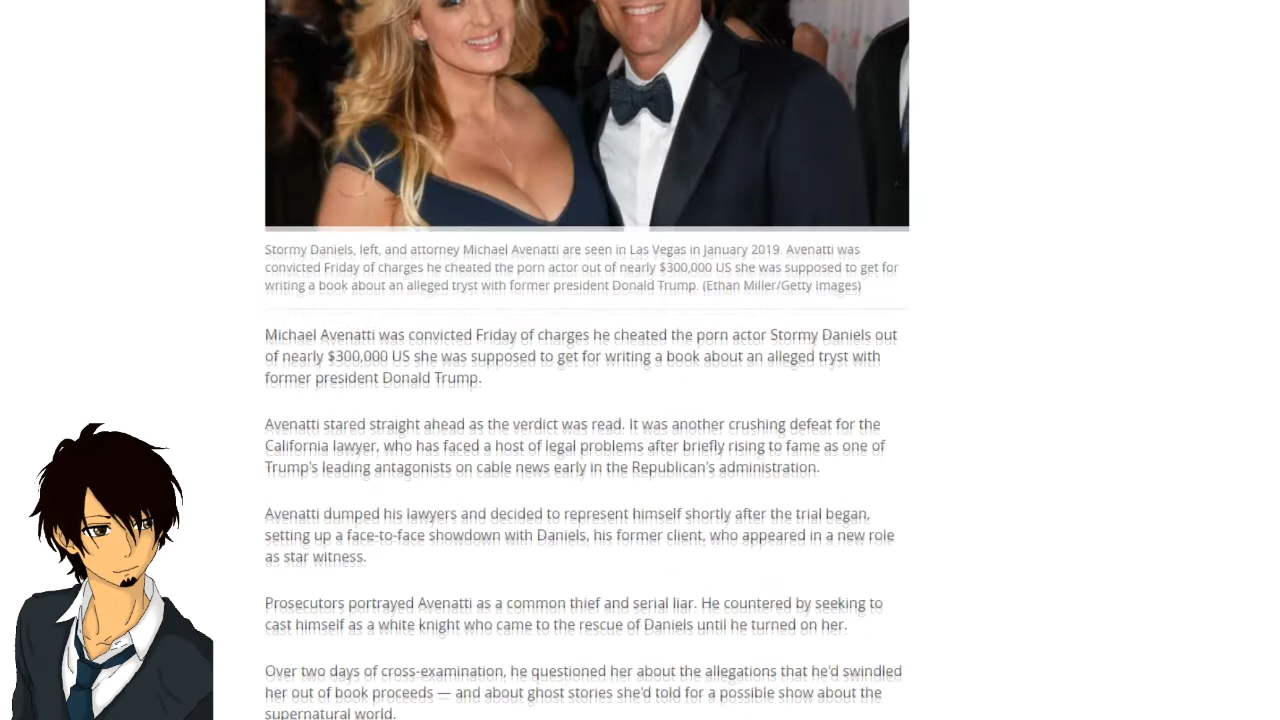 Stormy Daniels, left, and attorney Michael Avenatti are seen in Las Vegas in January 2019. Avenatti was
convicted Friday of charges he cheated the porn actor out of nearly $300,000 US she was supposed to get for
writing a book about an alleged tryst with former president Donald Trump. (Ethan Miller/Getty Images)
Michael Avenatti was convicted Friday of charges he cheated the porn actor Stormy Daniels out
of nearly $300,000 US she was supposed to get for writing a book about an alleged tryst with
former president Donald Trump.
Avenatti stared straight ahead as the verdict was read. It was another crushing defeat for the
California lawyer, who has faced a host of legal problems after briefly rising to fame as one of
Trump's leading antagonists on cable news early in the Republican's administration.
Avenatti dumped his lawyers and decided to represent himself shortly after the trial began,
setting up a face-to-face showdown with Daniels, his former client, who appeared in a new role
as star witness.
Prosecutors portrayed Avenatti as a common thief and serial liar. He countered by seeking to
cast himself as a white knight who came to the rescue of Daniels until he turned on her.
Over two days of cross-examination, he questioned her about the allegations that he'd swindled
her out of book proceeds — and about ghost stories she'd told for a possible show about the
supernatural world.